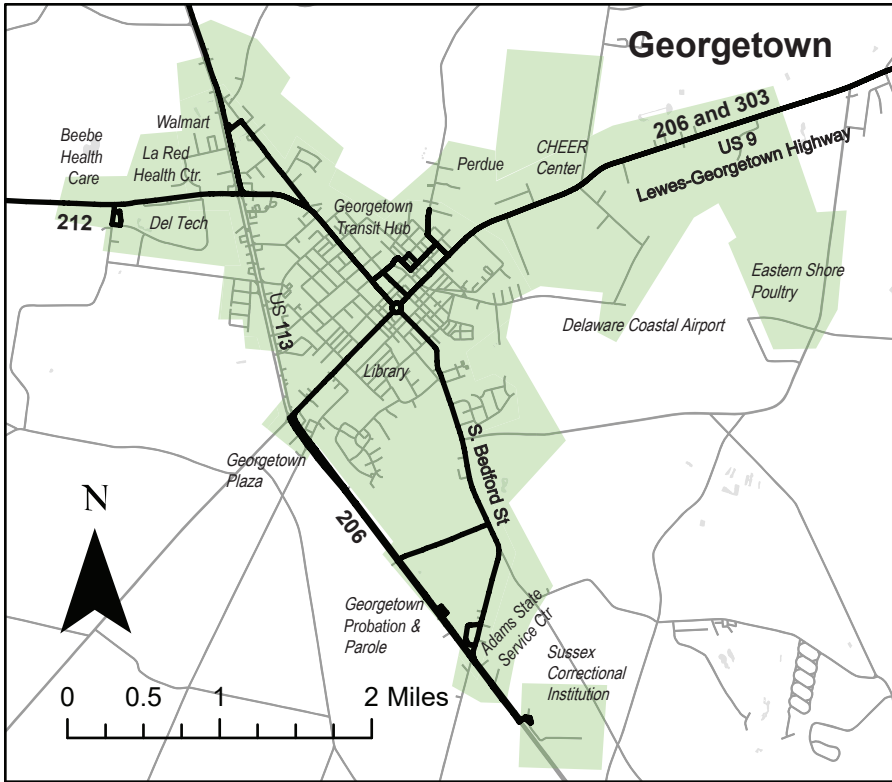 Georgetown
206 and 303
US 9
Lewes-Georgetown Highway
Walmart
Beebe
Health
Care
La Red
Health Ctr.
Perdue
CHEER
Center
Georgetown
Transit Hub
212
Del Tech
Eastern Shore
Poultry
US 113
Delaware Coastal Airport
Library
Georgetown
Plaza
S. Bedford St
N
206
Georgetown
Probation &
Parole
Adams State
Service Ctr
Sussex
Correctional
Institution
0 0.5 1 2 Miles